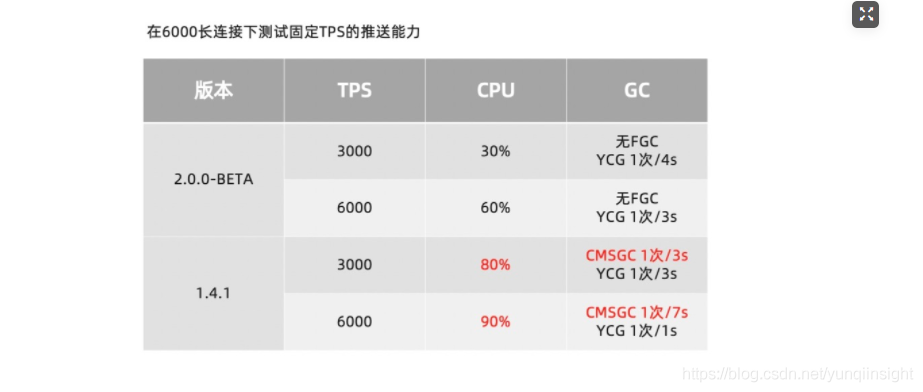 在6000长连接下测试固定TPS的推送能力
版本 TPS CPU GC
2.0.0-BETA
3000 30% 无FGC
YCG 1次/4s
6000 60% 无FGC
YCG 1次/3s
1.4.1
3000 80% CMSGC 1次/3s
YCG 1次/3s
6000 90% CMSGC 1次/7s
YCG 1次/1s
https://blog.csdn.net/yunqiinsight